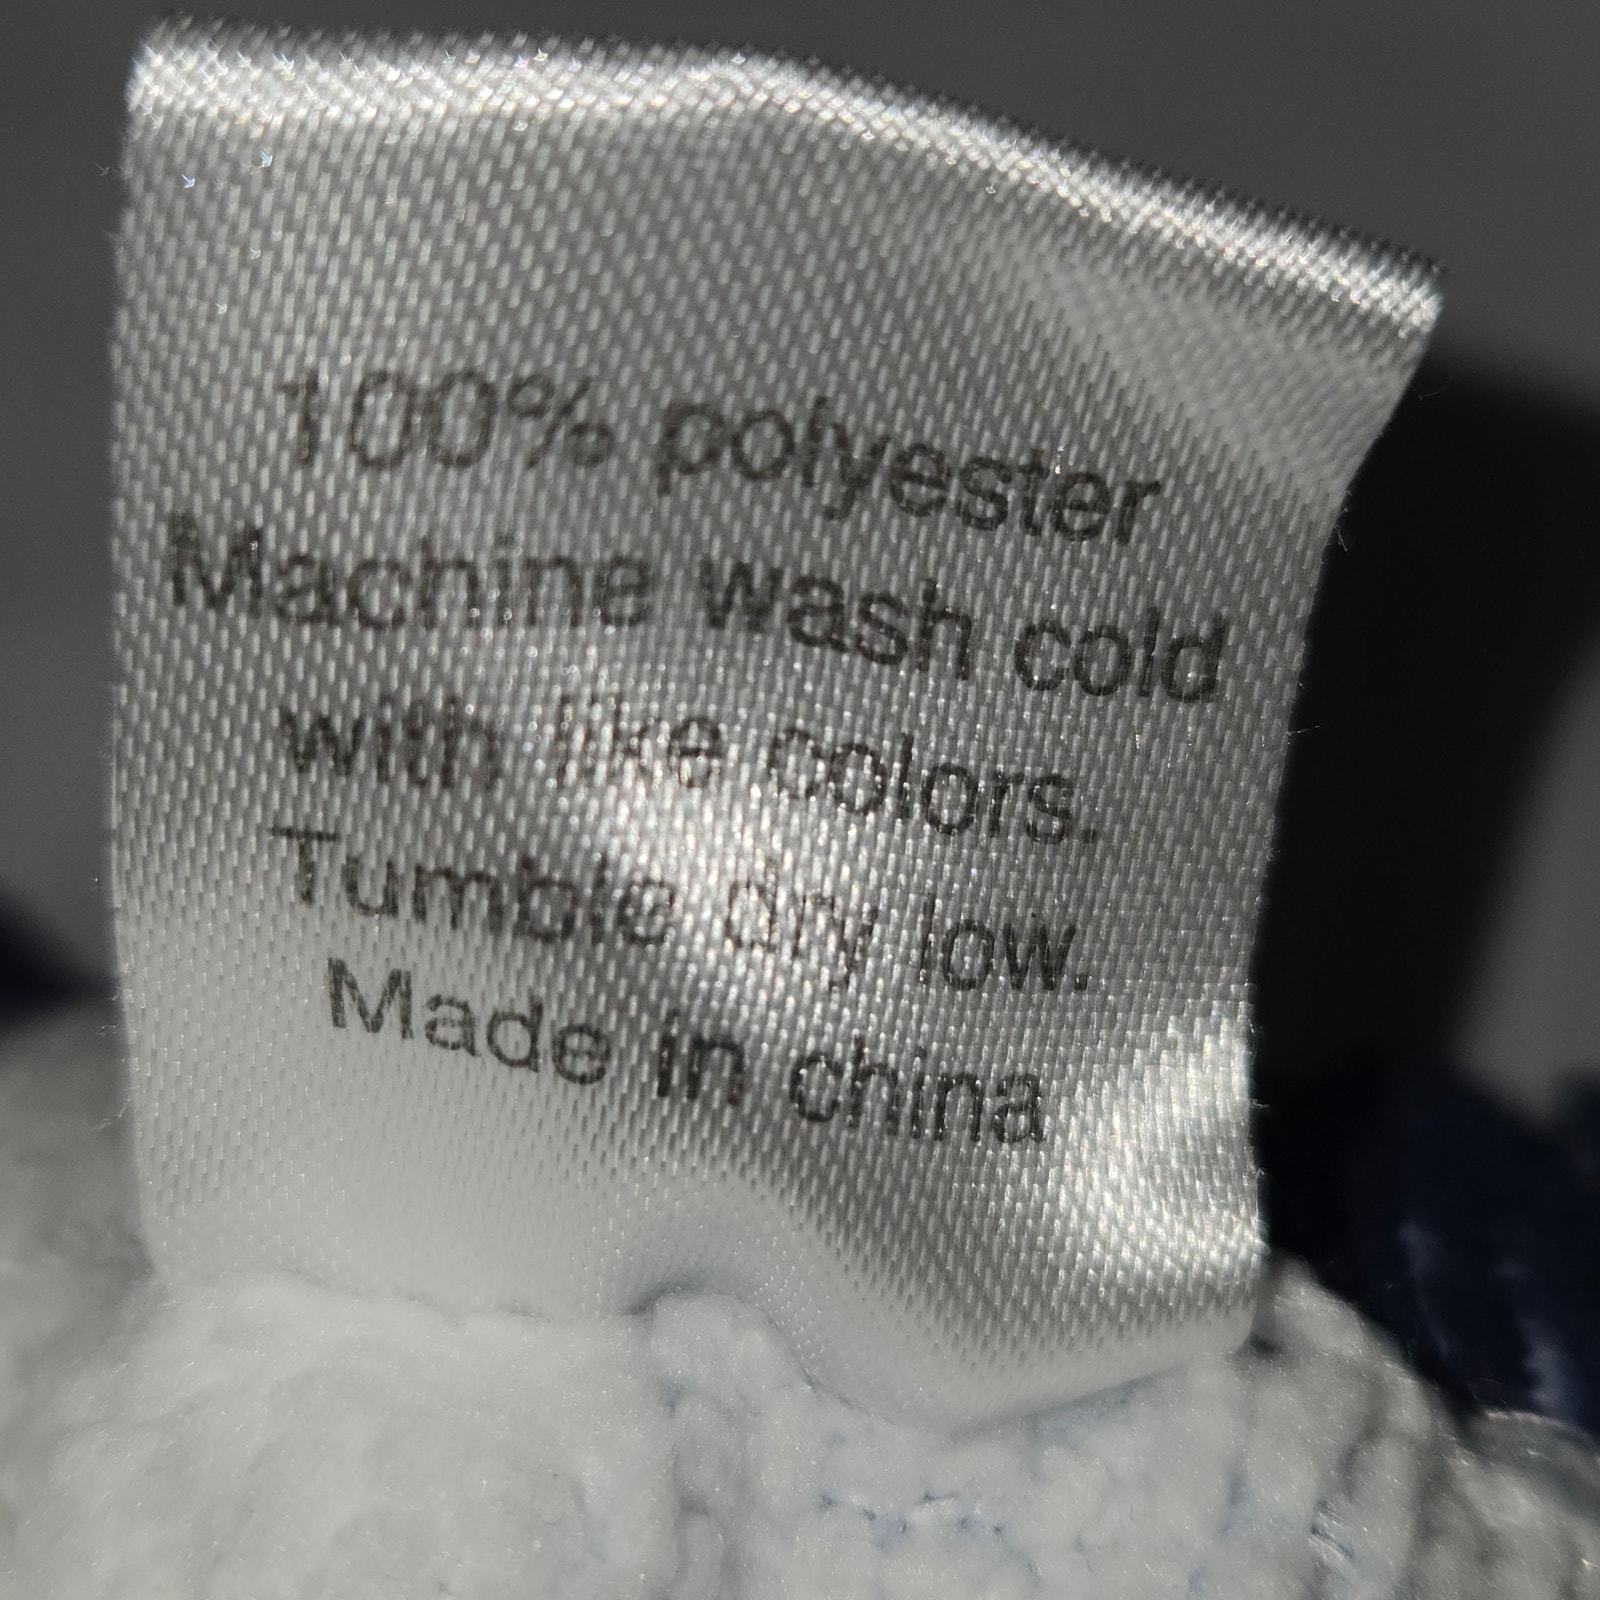 100% polyester
Machine wash cold
with like colors.
Tumble dry low.
Made in china